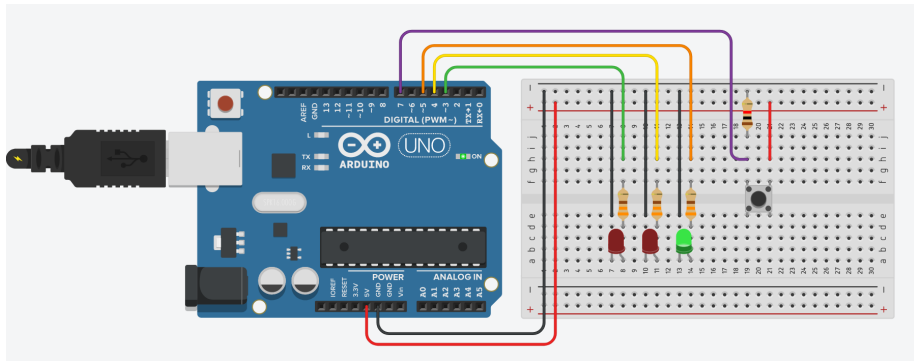 AREF
GND
13
12
~11
~10
~9
8
7
~6
~5
4
~3
2
TX→1
RX←0
DIGITAL (PWM~)
L
TX
RX
ARDUINO
UNO
ON
POWER
ANALOG IN
IOREF
RESET
3.3V
5V
GND
GND
Vin
A0
A1
A2
A3
A4
A5